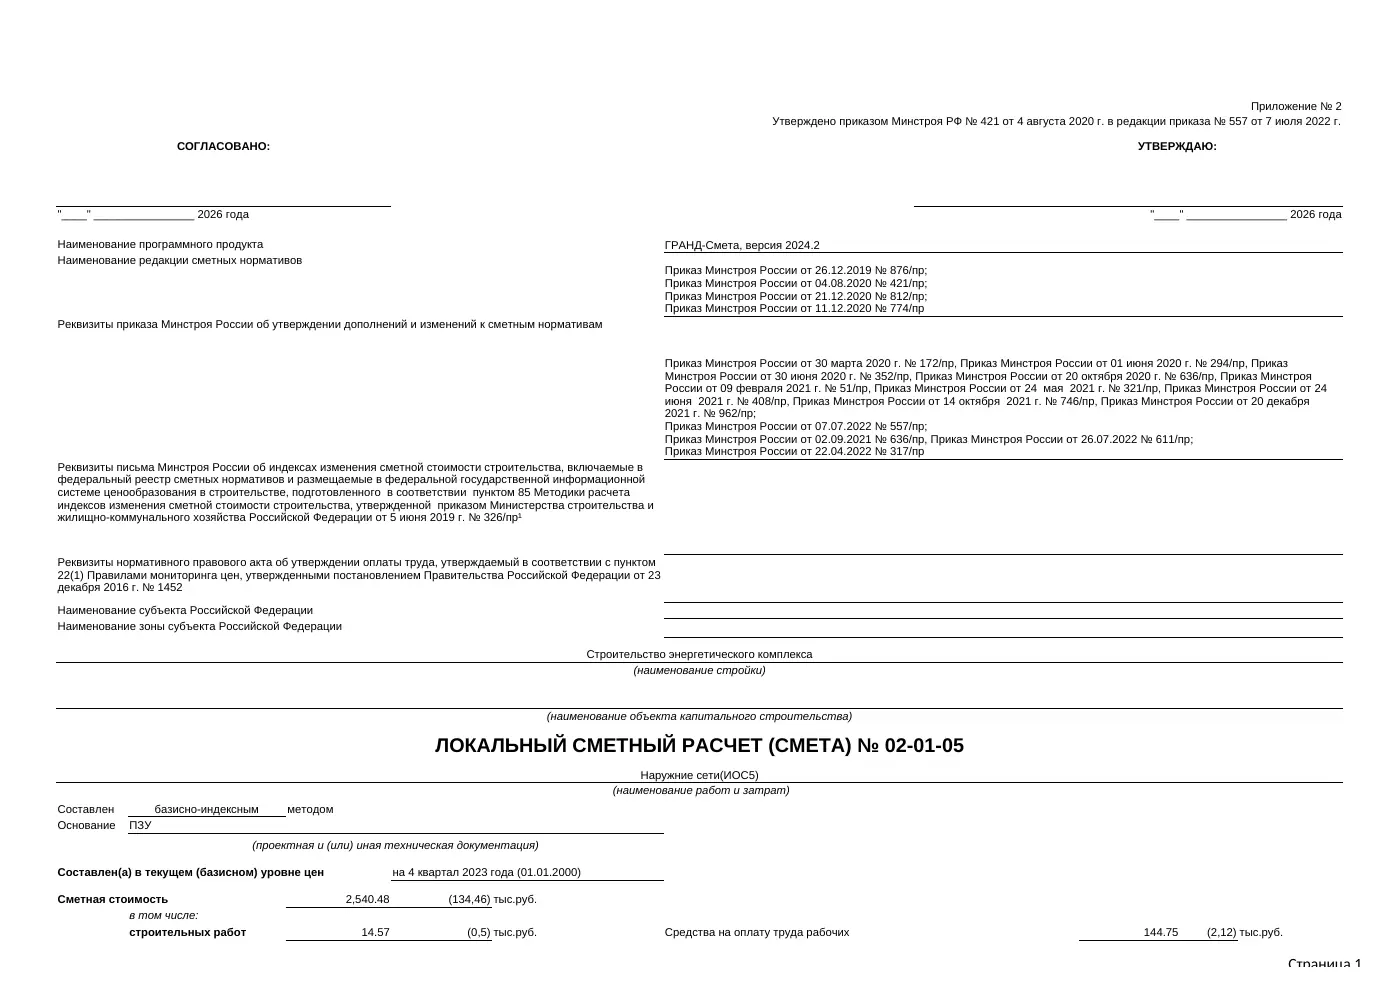 Приложение № 2
Утверждено приказом Минстроя РФ № 421 от 4 августа 2020 г. в редакции приказа № 557 от 7 июля 2022 г.
СОГЛАСОВАНО: УТВЕРЖДАЮ:
"____" ________________ 2026 года "____" ________________ 2026 года
Наименование программного продукта ГРАНД-Смета, версия 2024.2
Наименование редакции сметных нормативов
Приказ Минстроя России от 26.12.2019 № 876/пр;
Приказ Минстроя России от 04.08.2020 № 421/пр;
Приказ Минстроя России от 21.12.2020 № 812/пр;
Приказ Минстроя России от 11.12.2020 № 774/пр
Реквизиты приказа Минстроя России об утверждении дополнений и изменений к сметным нормативам
Приказ Минстроя России от 30 марта 2020 г. № 172/пр, Приказ Минстроя России от 01 июня 2020 г. № 294/пр, Приказ
Минстроя России от 30 июня 2020 г. № 352/пр, Приказ Минстроя России от 20 октября 2020 г. № 636/пр, Приказ Минстроя
России от 09 февраля 2021 г. № 51/пр, Приказ Минстроя России от 24  мая  2021 г. № 321/пр, Приказ Минстроя России от 24
июня  2021 г. № 408/пр, Приказ Минстроя России от 14 октября  2021 г. № 746/пр, Приказ Минстроя России от 20 декабря
2021 г. № 962/пр;
Приказ Минстроя России от 07.07.2022 № 557/пр;
Приказ Минстроя России от 02.09.2021 № 636/пр, Приказ Минстроя России от 26.07.2022 № 611/пр;
Приказ Минстроя России от 22.04.2022 № 317/пр
Реквизиты письма Минстроя России об индексах изменения сметной стоимости строительства, включаемые в
федеральный реестр сметных нормативов и размещаемые в федеральной государственной информационной
системе ценообразования в строительстве, подготовленного  в соответствии  пунктом 85 Методики расчета
индексов изменения сметной стоимости строительства, утвержденной  приказом Министерства строительства и
жилищно-коммунального хозяйства Российской Федерации от 5 июня 2019 г. № 326/пр¹
Реквизиты нормативного правового акта об утверждении оплаты труда, утверждаемый в соответствии с пунктом
22(1) Правилами мониторинга цен, утвержденными постановлением Правительства Российской Федерации от 23
декабря 2016 г. № 1452
Наименование субъекта Российской Федерации
Наименование зоны субъекта Российской Федерации
Строительство энергетического комплекса
(наименование стройки)
(наименование объекта капитального строительства)
ЛОКАЛЬНЫЙ СМЕТНЫЙ РАСЧЕТ (СМЕТА) № 02-01-05
Наружние сети(ИОС5)
(наименование работ и затрат)
Составлен базисно-индексным методом
Основание ПЗУ
(проектная и (или) иная техническая документация)
Составлен(а) в текущем (базисном) уровне цен на 4 квартал 2023 года (01.01.2000)
Сметная стоимость 2,540.48 (134,46) тыс.руб.
в том числе:
строительных работ 14.57 (0,5) тыс.руб. Средства на оплату труда рабочих 144.75 (2,12) тыс.руб.
Страница 1